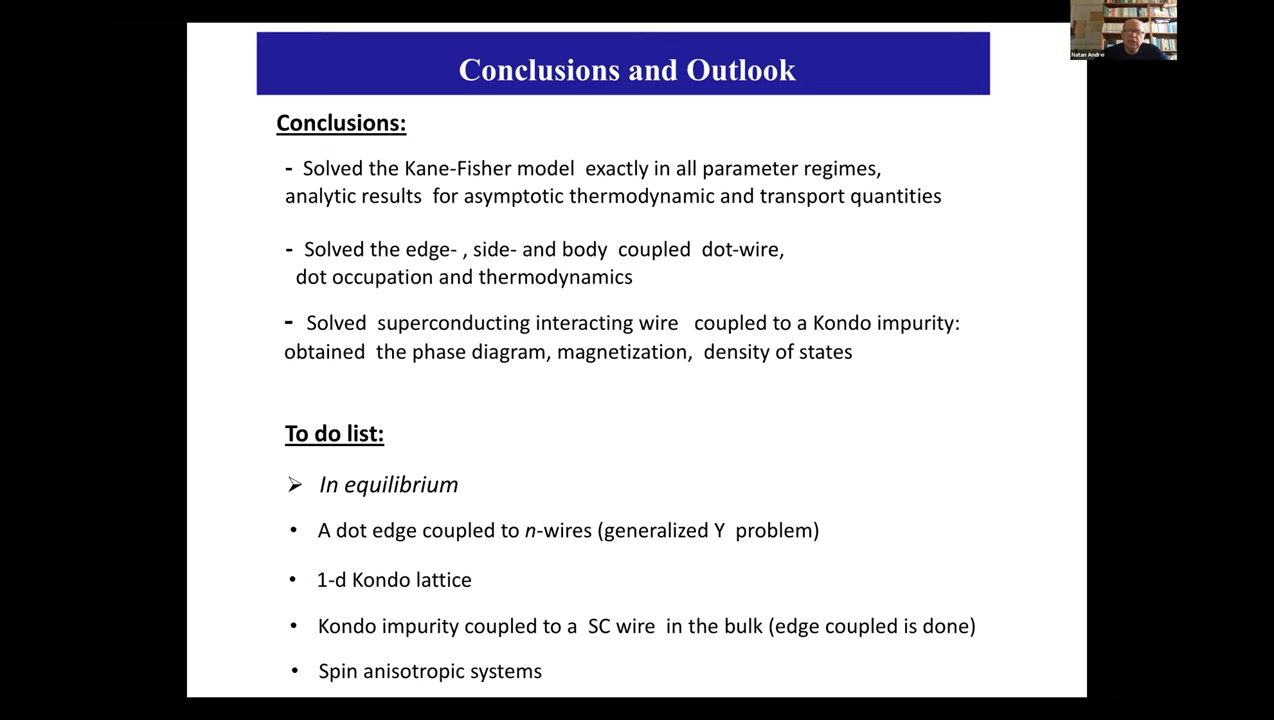 Conclusions and Outlook
Natan Andrei
Conclusions:
- Solved the Kane-Fisher model exactly in all parameter regimes,
analytic results for asymptotic thermodynamic and transport quantities
- Solved the edge- , side- and body coupled dot-wire,
dot occupation and thermodynamics
- Solved superconducting interacting wire coupled to a Kondo impurity:
obtained the phase diagram, magnetization, density of states
To do list:
➢ In equilibrium
• A dot edge coupled to n-wires (generalized Y problem)
• 1-d Kondo lattice
• Kondo impurity coupled to a SC wire in the bulk (edge coupled is done)
• Spin anisotropic systems